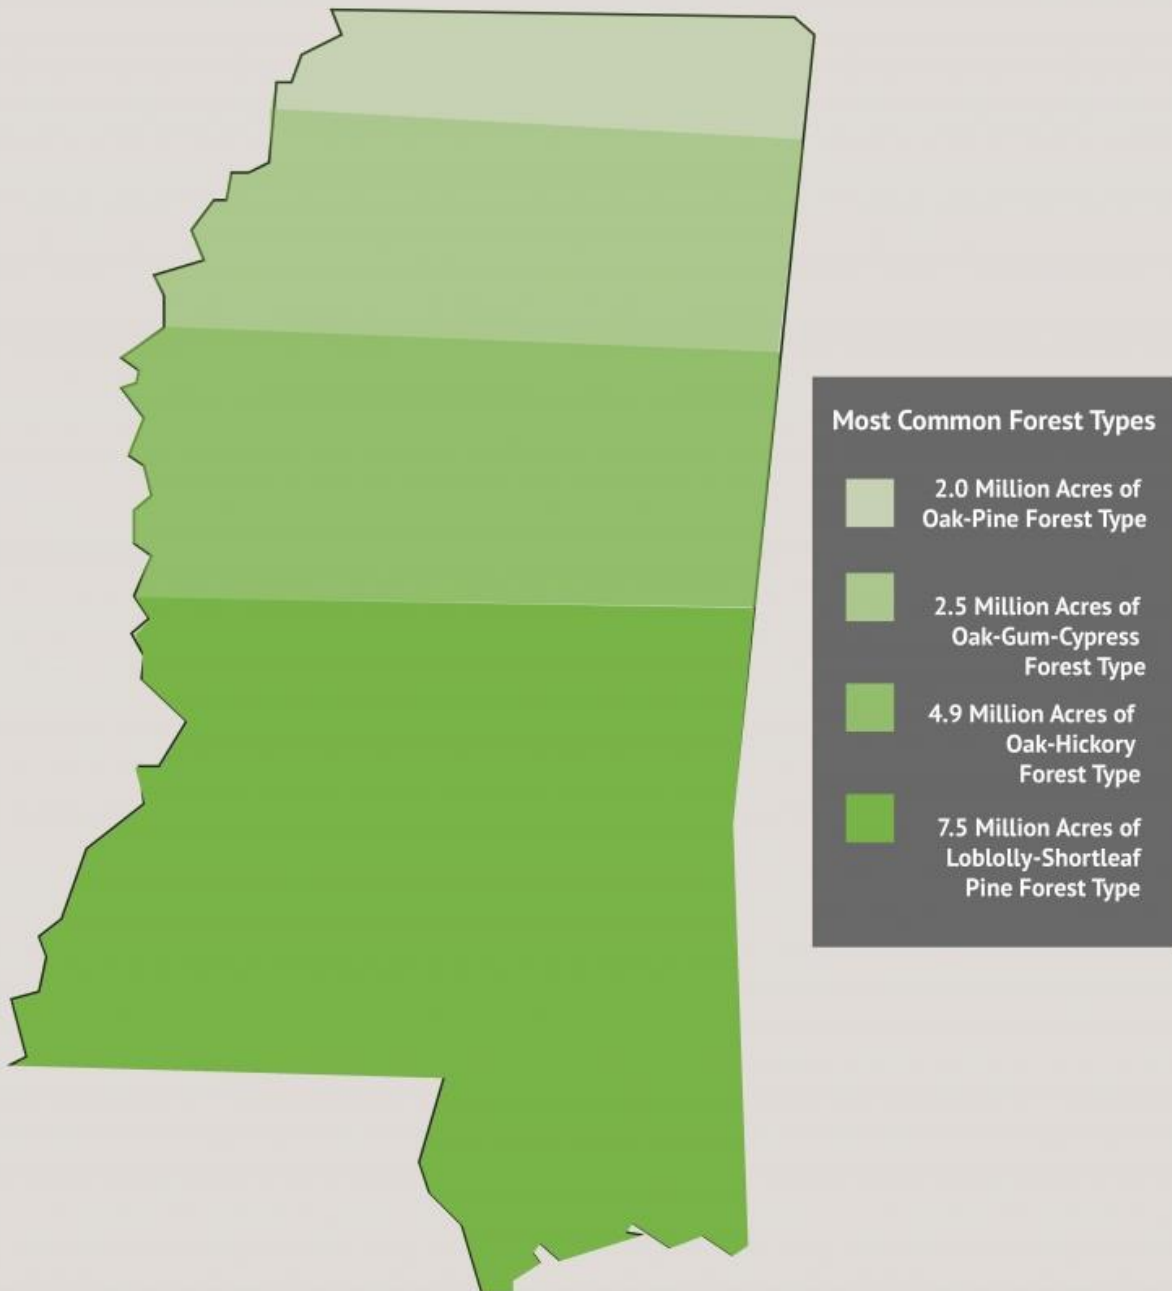 Most Common Forest Types
2.0 Million Acres of
Oak-Pine Forest Type
2.5 Million Acres of
Oak-Gum-Cypress
Forest Type
4.9 Million Acres of
Oak-Hickory
Forest Type
7.5 Million Acres of
Loblolly-Shortleaf
Pine Forest Type